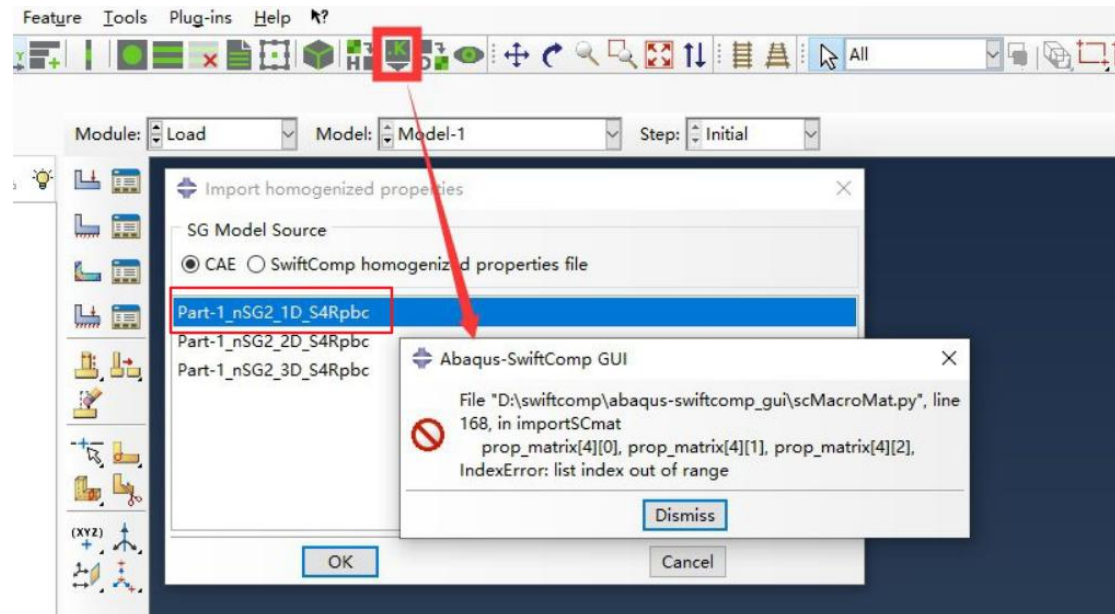 Feature Tools Plug-ins Help
All
Module: Load Model: Model-1 Step: Initial
Import homogenized properties
SG Model Source
CAE SwiftComp homogenized properties file
Part-1_nSG2_1D_S4Rpbc
Part-1_nSG2_2D_S4Rpbc
Part-1_nSG2_3D_S4Rpbc
Abaqus-SwiftComp GUI
File "D:\swiftcomp\abaqus-swiftcomp_gui\scMacroMat.py", line
168, in importSCmat
prop_matrix[4][0], prop_matrix[4][1], prop_matrix[4][2],
IndexError: list index out of range
Dismiss
OK Cancel
(XYZ)